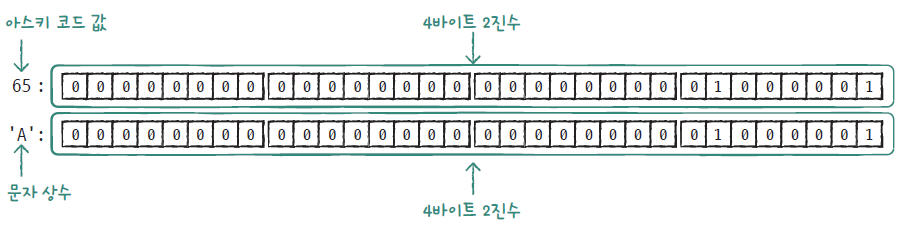 아스키 코드 값 4바이트 2진수
65 : 0 0 0 0 0 0 0 0 0 0 0 0 0 0 0 0 0 0 0 0 0 0 0 0 0 1 0 0 0 0 0 1
'A': 0 0 0 0 0 0 0 0 0 0 0 0 0 0 0 0 0 0 0 0 0 0 0 0 0 1 0 0 0 0 0 1
문자 상수 4바이트 2진수